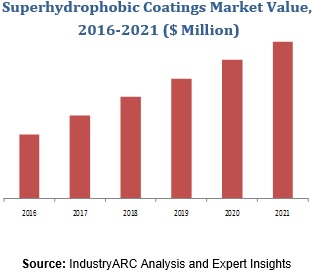 Superhydrophobic Coatings Market Value,
2016-2021 ($ Million)
2016 2017 2018 2019 2020 2021
Source: IndustryARC Analysis and Expert Insights